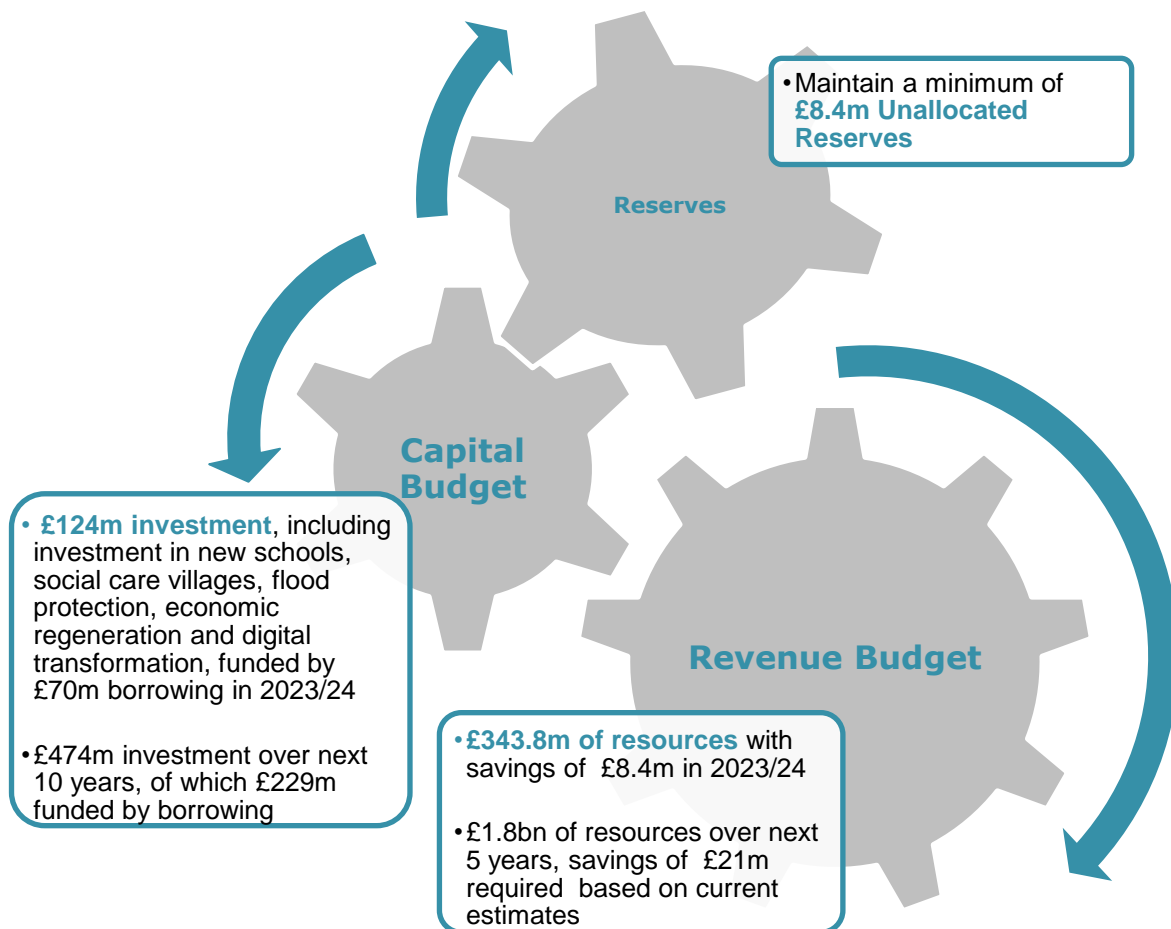 •Maintain a minimum of
£8.4m Unallocated
Reserves
Reserves
Capital
Budget
• £124m investment, including
investment in new schools,
social care villages, flood
protection, economic
regeneration and digital
transformation, funded by
£70m borrowing in 2023/24
•£474m investment over next
10 years, of which £229m
funded by borrowing
Revenue Budget
•£343.8m of resources with
savings of £8.4m in 2023/24
•£1.8bn of resources over next
5 years, savings of £21m
required based on current
estimates